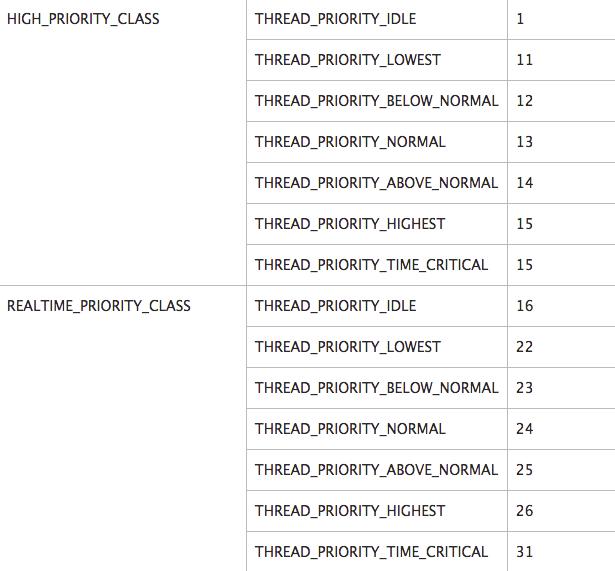 HIGH_PRIORITY_CLASS THREAD_PRIORITY_IDLE 1
THREAD_PRIORITY_LOWEST 11
THREAD_PRIORITY_BELOW_NORMAL 12
THREAD_PRIORITY_NORMAL 13
THREAD_PRIORITY_ABOVE_NORMAL 14
THREAD_PRIORITY_HIGHEST 15
THREAD_PRIORITY_TIME_CRITICAL 15
REALTIME_PRIORITY_CLASS THREAD_PRIORITY_IDLE 16
THREAD_PRIORITY_LOWEST 22
THREAD_PRIORITY_BELOW_NORMAL 23
THREAD_PRIORITY_NORMAL 24
THREAD_PRIORITY_ABOVE_NORMAL 25
THREAD_PRIORITY_HIGHEST 26
THREAD_PRIORITY_TIME_CRITICAL 31